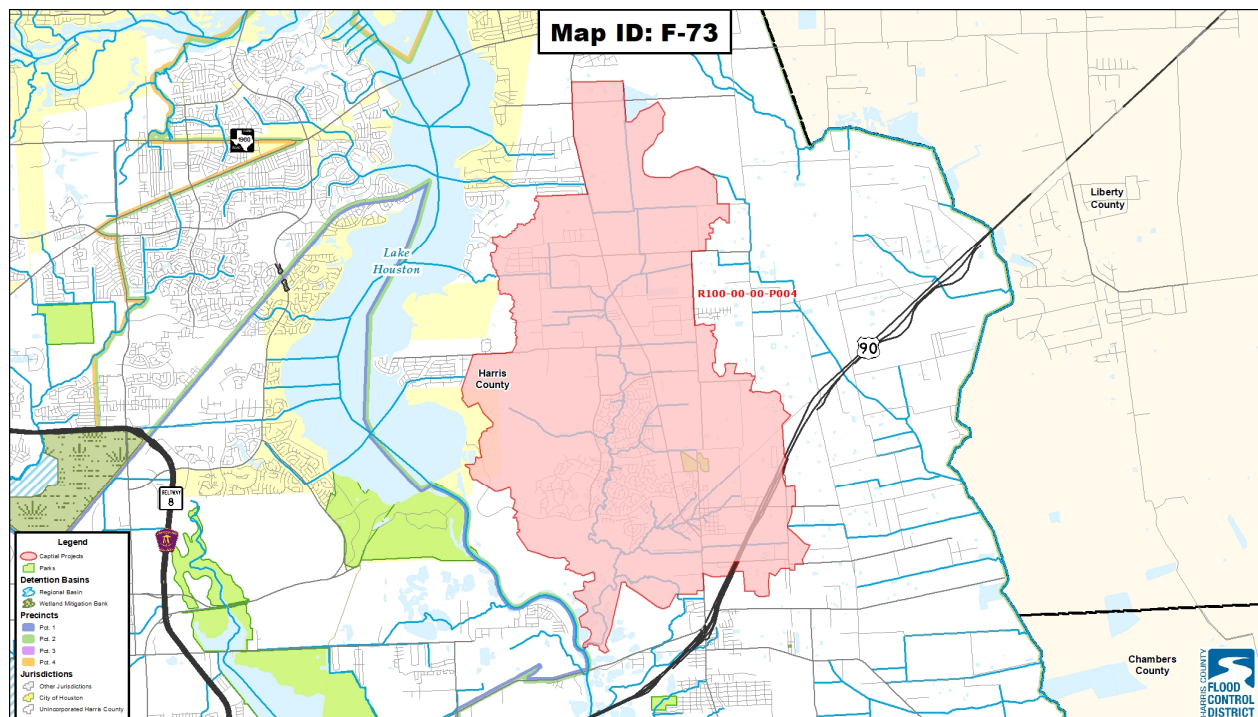 Map ID: F-73
1960
Liberty
County
Lake
Houston
R100-00-00-P004
90
Harris
County
BELTWAY
8
Legend
Captial Projects
Parks
Detention Basins
Regional Basin
Wetland Mitigation Bank
Precincts
Pct. 1
Pct. 2
Pct. 3
Pct. 4
Jurisdictions
Other Jurisdictions
City of Houston
Unincorporated Harris County
Chambers
County
HARRIS COUNTY
FLOOD
CONTROL
DISTRICT